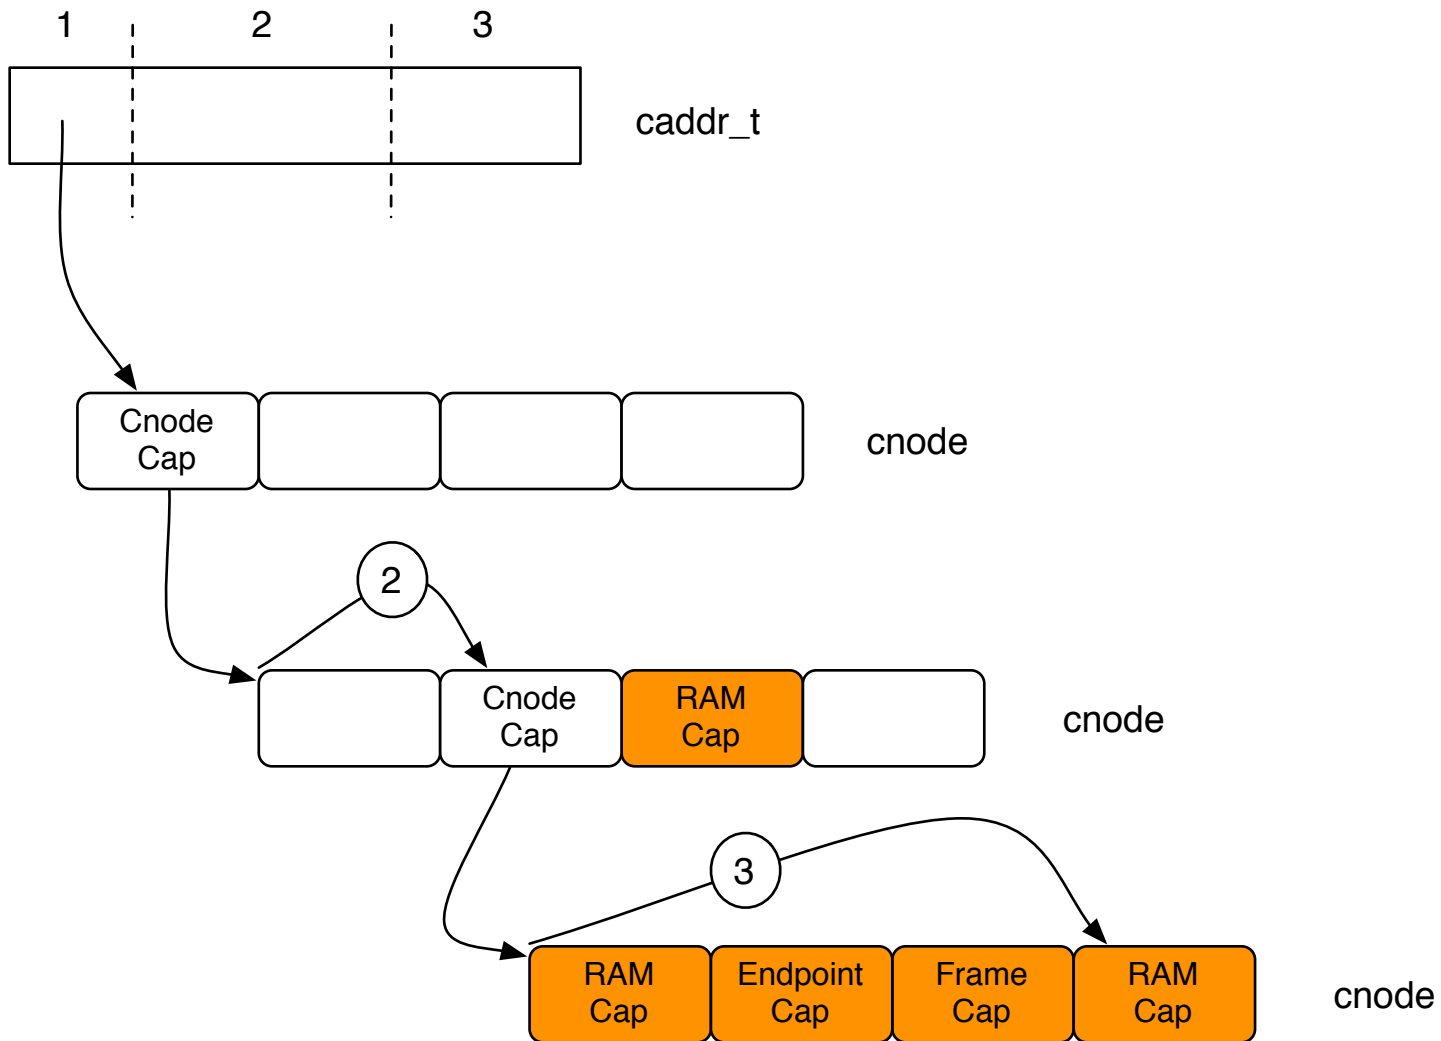 1 2 3
caddr_t
Cnode
Cap
cnode
2
Cnode
Cap
RAM
Cap
cnode
3
RAM
Cap
Endpoint
Cap
Frame
Cap
RAM
Cap
cnode